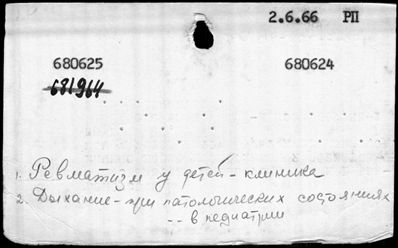 2.6.66 РП
680625 680624
681964
1. Ревматизм у детей - клиника
2. Дыхание - при патологических состояниях
-"- в педиатрии